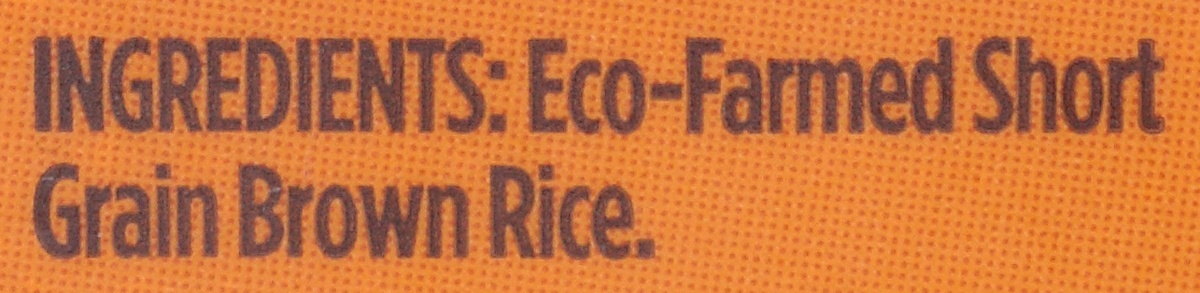 INGREDIENTS: Eco-Farmed Short
Grain Brown Rice.